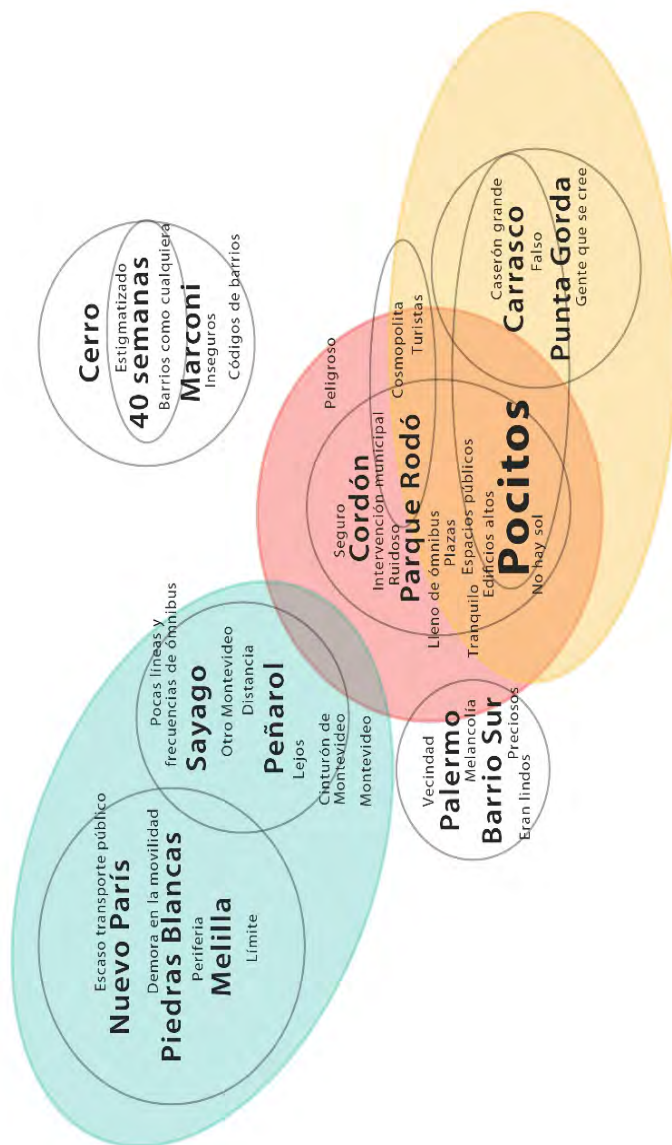 Escaso transporte público
Nuevo París
Demora en la movilidad
Piedras Blancas
Periferia
Melilla
Límite
Pocas líneas y
frecuencias de ómnibus
Sayago
Otro Montevideo
Distancia
Peñarol
Lejos
Cinturón de
Montevideo
Montevideo
Cerro
Estigmatizado
40 semanas
Barrios como cualquiera
Marconi
Inseguros
Códigos de barrios
Vecindad
Palermo
Melancolía
Barrio Sur
Preciosos
Eran lindos
Peligroso
Seguro
Cordón
Intervención municipal
Ruidoso
Parque Rodó
Cosmopolita
Turistas
Lleno de ómnibus
Plazas
Tranquilo
Espacios públicos
Edificios altos
Pocitos
No hay sol
Caserón grande
Carrasco
Falso
Punta Gorda
Gente que se cree